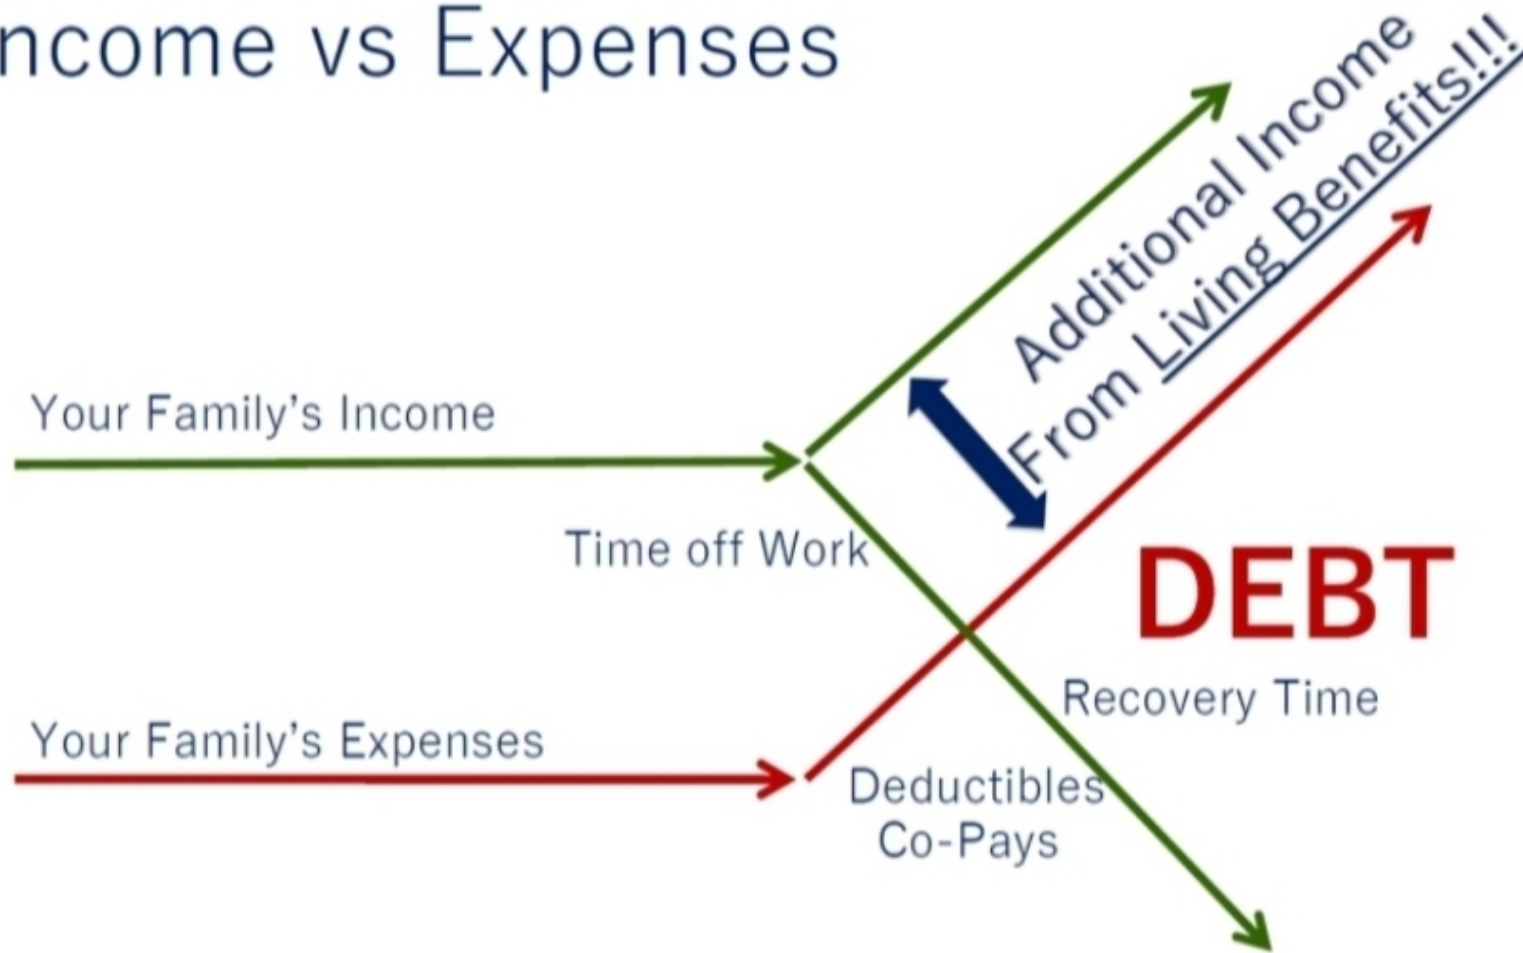 ncome vs Expenses
Additional Income
From Living Benefits!!!
Your Family's Income
Time off Work
DEBT
Recovery Time
Your Family's Expenses
Deductibles
Co-Pays